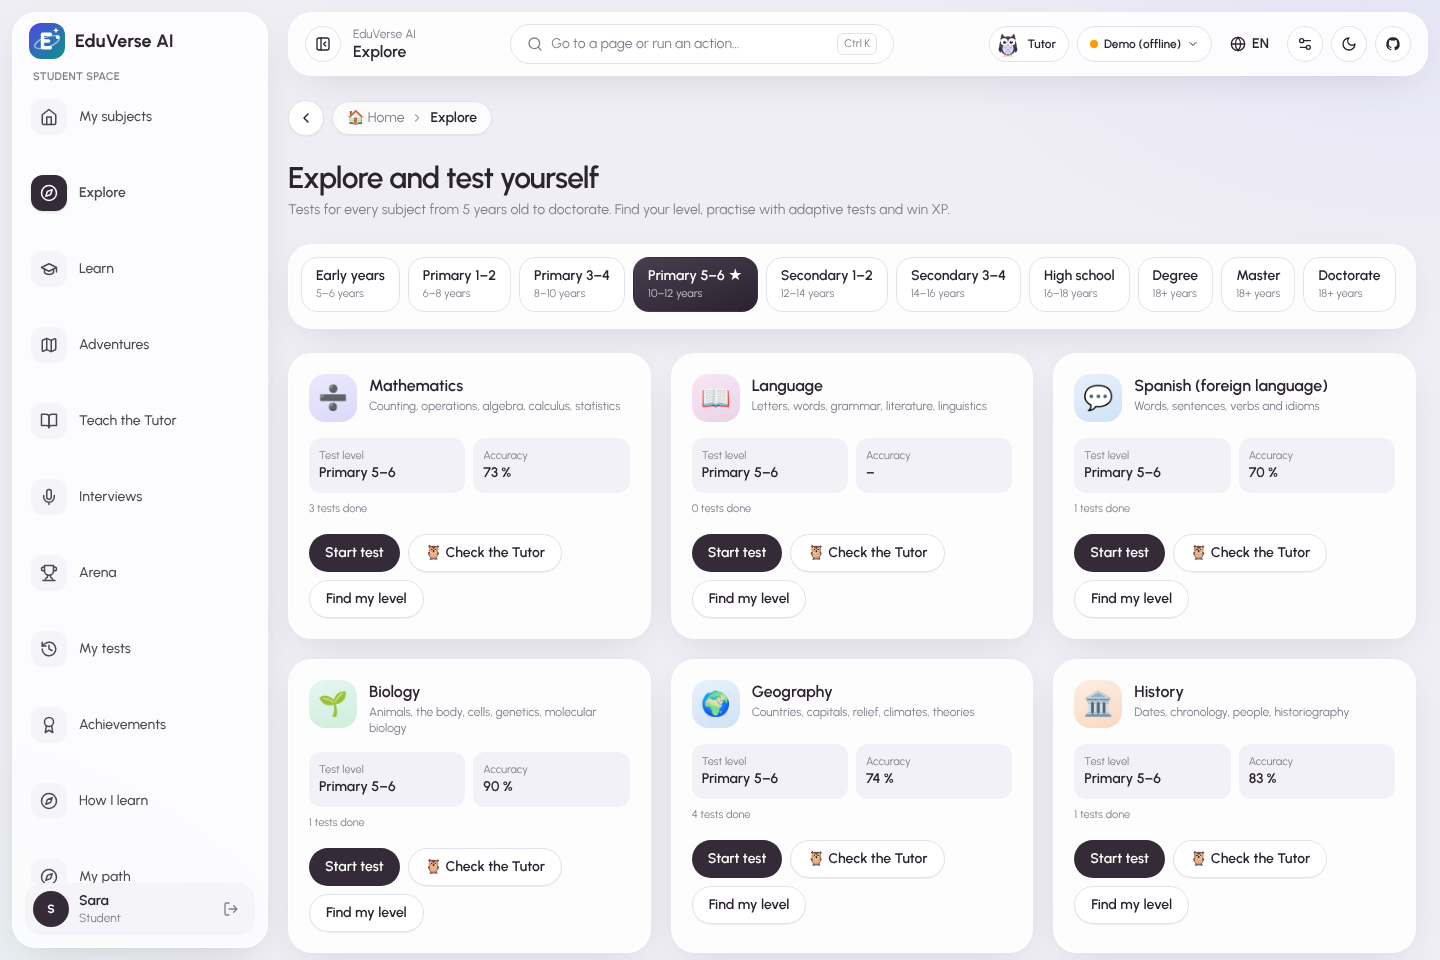 EduVerse AI
STUDENT SPACE
My subjects
Explore
Learn
Adventures
Teach the Tutor
Interviews
Arena
My tests
Achievements
How I learn
My path
S
Sara
Student
EduVerse AI
Explore
Go to a page or run an action...
Ctrl K
Tutor
Demo (offline)
EN
Home
Explore
Explore and test yourself
Tests for every subject from 5 years old to doctorate. Find your level, practise with adaptive tests and win XP.
Early years
5–6 years
Primary 1–2
6–8 years
Primary 3–4
8–10 years
Primary 5–6 ★
10–12 years
Secondary 1–2
12–14 years
Secondary 3–4
14–16 years
High school
16–18 years
Degree
18+ years
Master
18+ years
Doctorate
18+ years
Mathematics
Counting, operations, algebra, calculus, statistics
Test level
Primary 5–6
Accuracy
73 %
3 tests done
Start test
Check the Tutor
Find my level
Language
Letters, words, grammar, literature, linguistics
Test level
Primary 5–6
Accuracy
–
0 tests done
Start test
Check the Tutor
Find my level
Spanish (foreign language)
Words, sentences, verbs and idioms
Test level
Primary 5–6
Accuracy
70 %
1 tests done
Start test
Check the Tutor
Find my level
Biology
Animals, the body, cells, genetics, molecular
biology
Test level
Primary 5–6
Accuracy
90 %
1 tests done
Start test
Check the Tutor
Find my level
Geography
Countries, capitals, relief, climates, theories
Test level
Primary 5–6
Accuracy
74 %
4 tests done
Start test
Check the Tutor
Find my level
History
Dates, chronology, people, historiography
Test level
Primary 5–6
Accuracy
83 %
1 tests done
Start test
Check the Tutor
Find my level